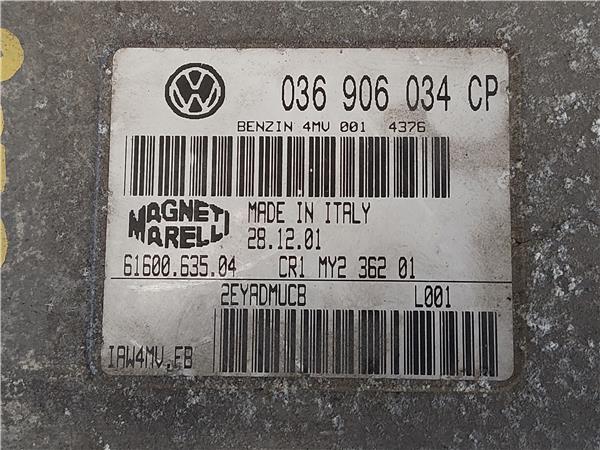 036 906 034 CP
BENZIN 4MV 001 4376
MAGNETI
MARELLI
MADE IN ITALY
28.12.01
61600.635.04 CR1 MY2 362 01
2EYADMUCB L001
IAW4MV.FB